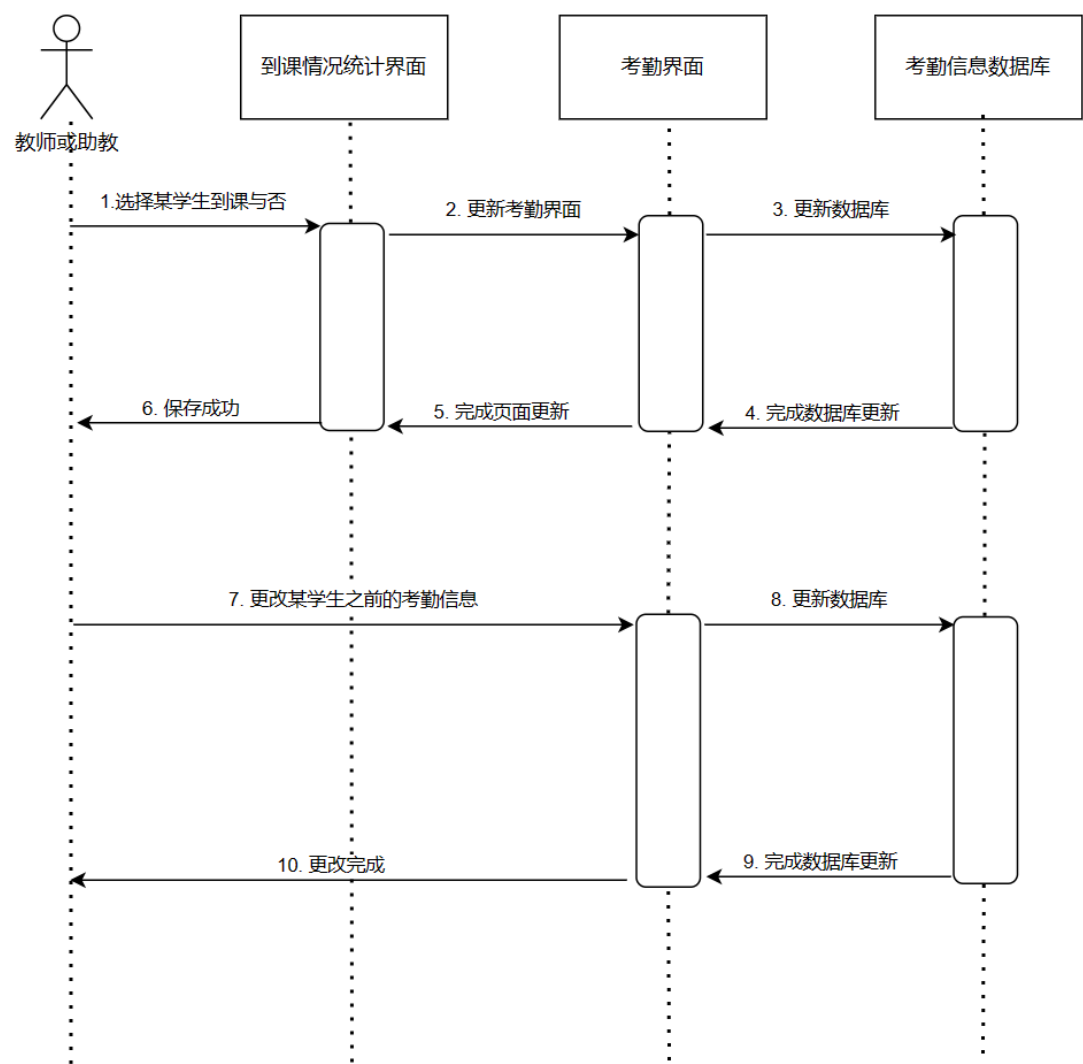 到课情况统计界面
考勤界面
考勤信息数据库
教师或助教
1.选择某学生到课与否
2. 更新考勤界面
3. 更新数据库
6. 保存成功
5. 完成页面更新
4. 完成数据库更新
7. 更改某学生之前的考勤信息
8. 更新数据库
10. 更改完成
9. 完成数据库更新